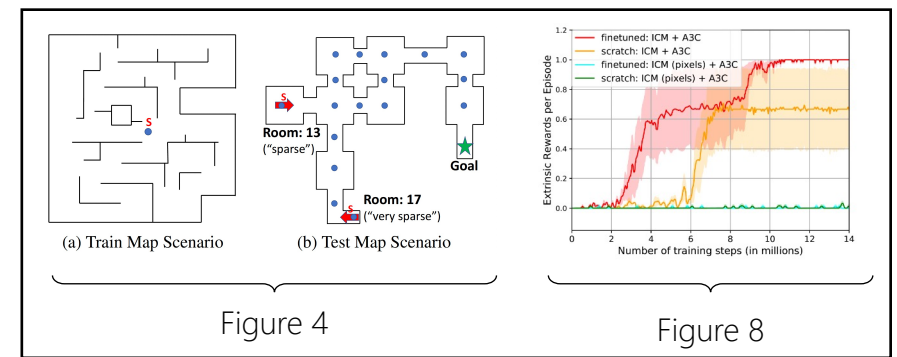 S
S
Room: 13
("sparse")
Goal
Room: 17
S
("very sparse")
(a) Train Map Scenario
(b) Test Map Scenario
Figure 4
finetuned: ICM + A3C
scratch: ICM + A3C
finetuned: ICM (pixels) + A3C
scratch: ICM (pixels) + A3C
Extrinsic Rewards per Episode
1.2
1.0
0.8
0.6
0.4
0.2
0.0
0 2 4 6 8 10 12 14
Number of training steps (in millions)
Figure 8